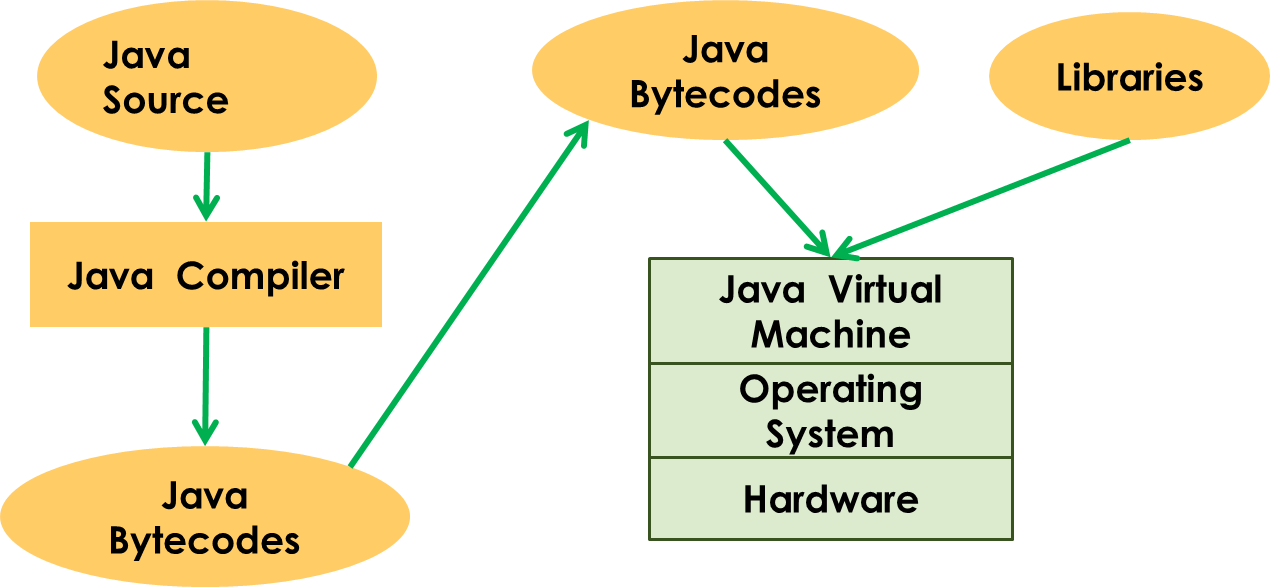 Java
Source
Java Compiler
Java
Bytecodes
Java
Bytecodes
Libraries
Java Virtual
Machine
Operating
System
Hardware